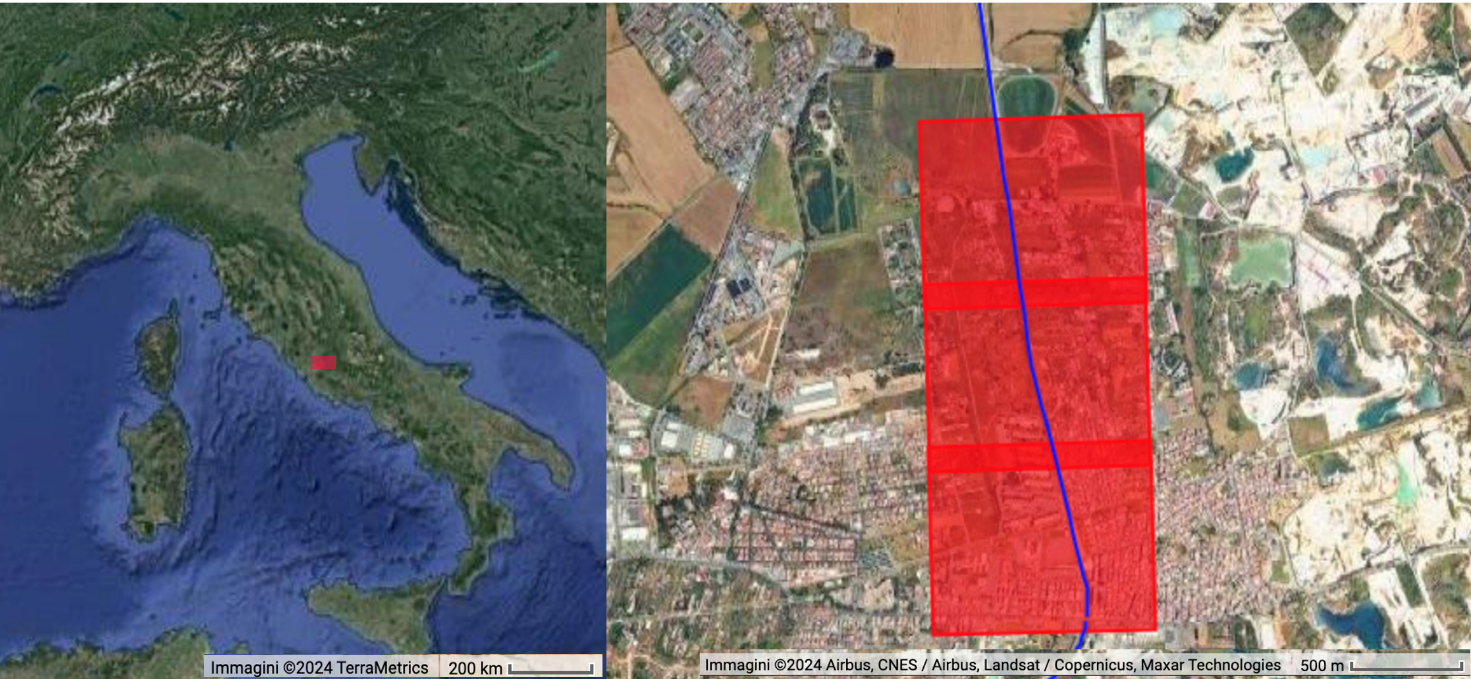 Immagini ©2024 TerraMetrics 200 km
Immagini ©2024 Airbus, CNES / Airbus, Landsat / Copernicus, Maxar Technologies 500 m